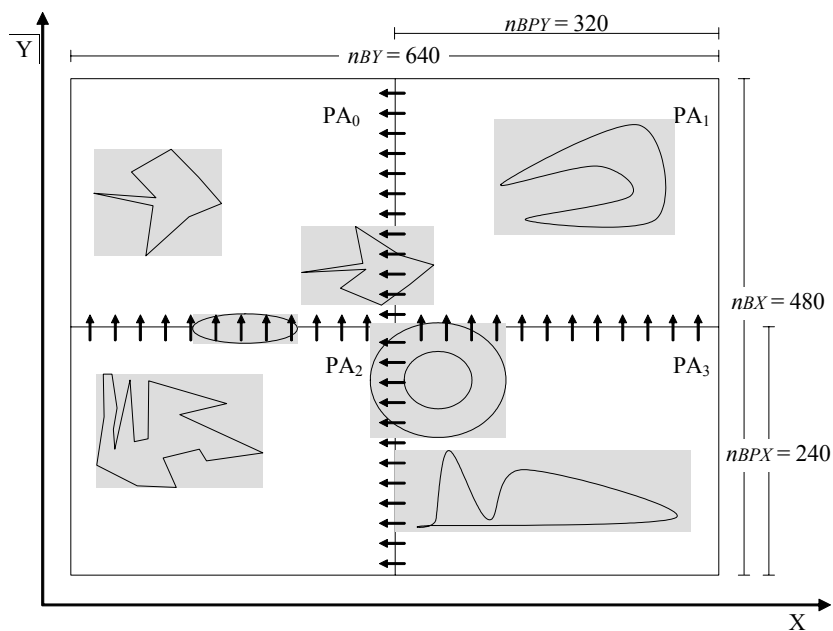 nBPY = 320
Y
nBY = 640
PA₀
PA₁
nBX = 480
PA₂
PA₃
nBPX = 240
X